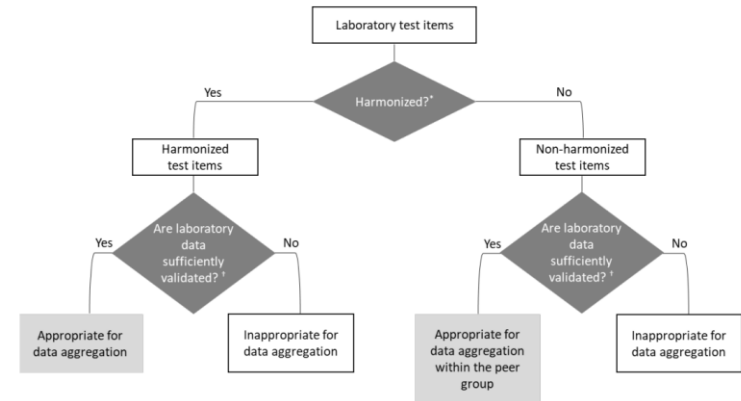 Laboratory test items
Harmonized?*
Yes
No
Harmonized
test items
Non-harmonized
test items
Are laboratory
data
sufficiently
validated? †
Yes
No
Are laboratory
data
sufficiently
validated? †
Yes
No
Appropriate for
data aggregation
Inappropriate for
data aggregation
Appropriate for
data aggregation
within the peer
group
Inappropriate for
data aggregation